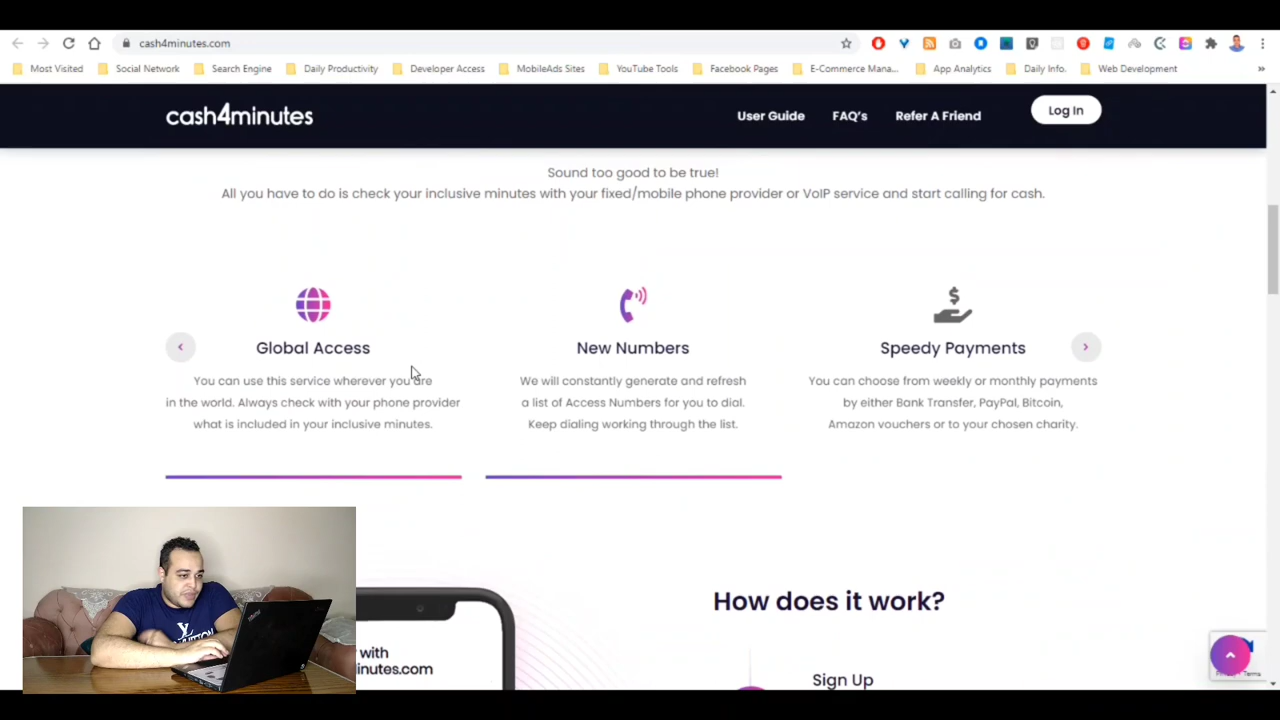 cash4minutes.com
Most Visited
Social Network
Search Engine
Daily Productivity
Developer Access
MobileAds Sites
YouTube Tools
Facebook Pages
E-Commerce Mana...
App Analytics
Daily Info.
Web Development
»
cash4minutes
User Guide
FAQ's
Refer A Friend
Log In
Sound too good to be true!
All you have to do is check your inclusive minutes with your fixed/mobile phone provider or VoIP service and start calling for cash.
Global Access
You can use this service wherever you are
in the world. Always check with your phone provider
what is included in your inclusive minutes.
New Numbers
We will constantly generate and refresh
a list of Access Numbers for you to dial.
Keep dialing working through the list.
Speedy Payments
You can choose from weekly or monthly payments
by either Bank Transfer, PayPal, Bitcoin,
Amazon vouchers or to your chosen charity.
with
inutes.com
How does it work?
Sign Up
Terms